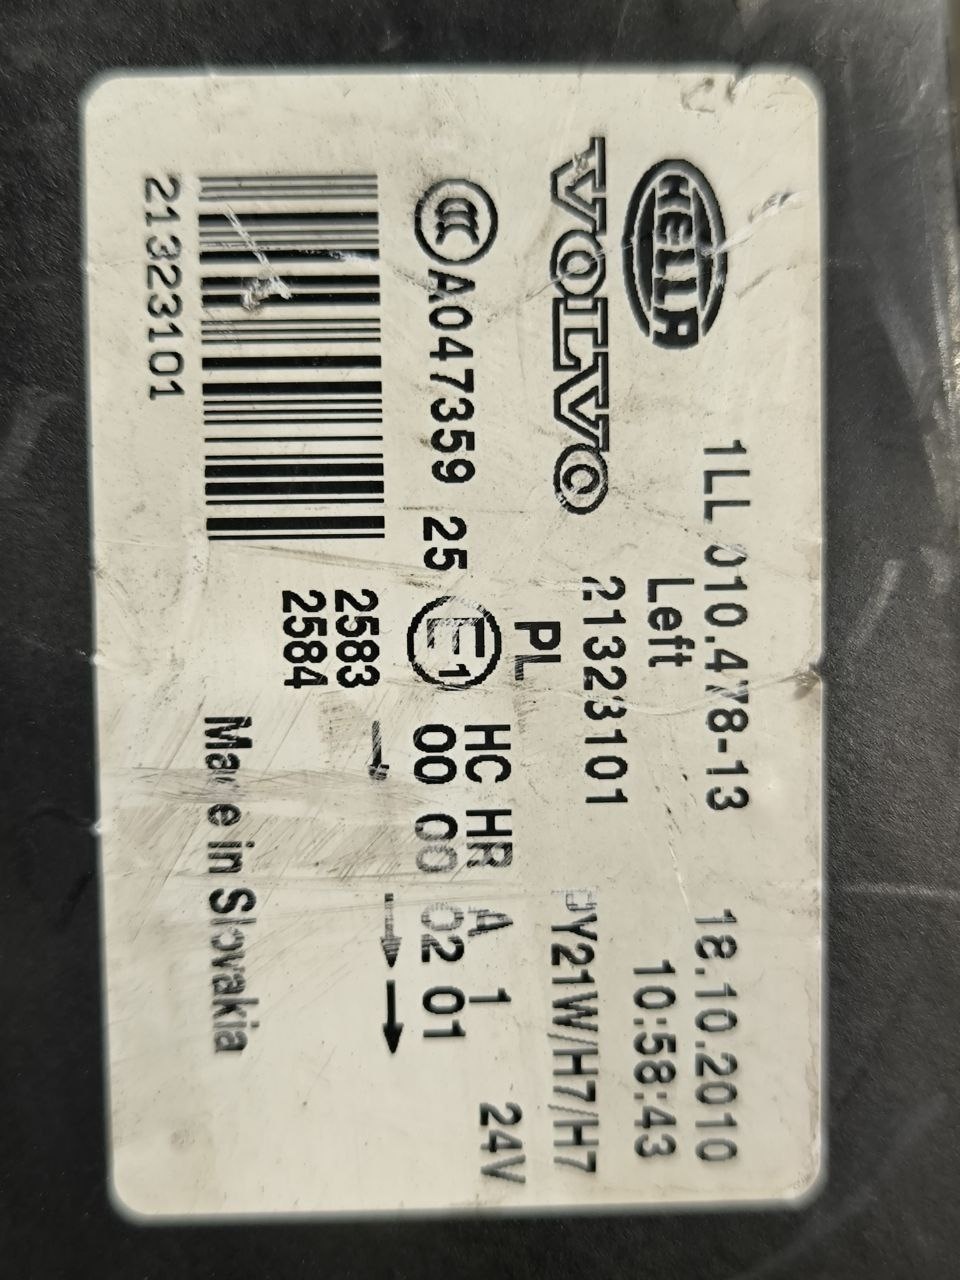 HELLA 1LL 010.478-13 18.10.2010
Left 10:58:43
VOLVO 21323101 PY21W/H7/H7
PL 24V
HC HR A 1
CCC A047359 25 E1 00 00 02 01
2583
2584
Made in Slovakia
21323101